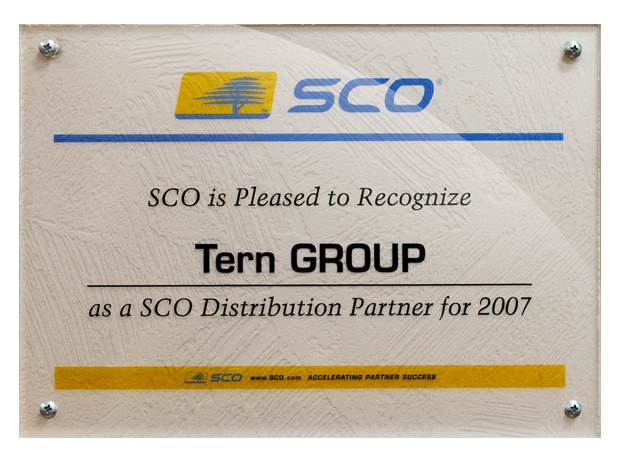 SCO®
SCO is Pleased to Recognize
Tern GROUP
as a SCO Distribution Partner for 2007
SCO www.SCO.com ACCELERATING PARTNER SUCCESS